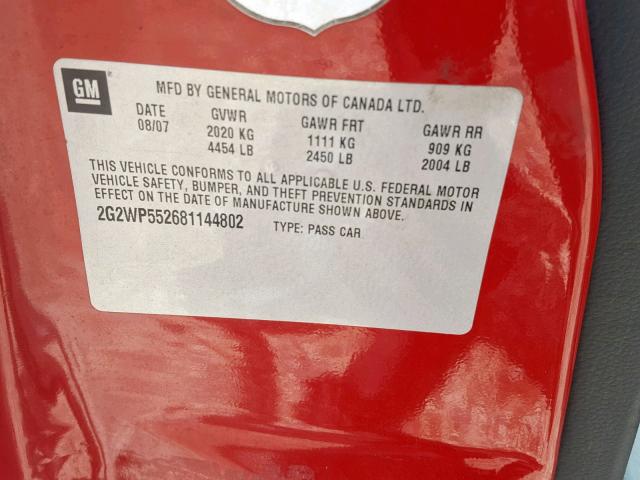 GM
MFD BY GENERAL MOTORS OF CANADA LTD.
DATE GVWR GAWR FRT GAWR RR
08/07 2020 KG 1111 KG 909 KG
4454 LB 2450 LB 2004 LB
THIS VEHICLE CONFORMS TO ALL APPLICABLE U.S. FEDERAL MOTOR
VEHICLE SAFETY, BUMPER, AND THEFT PREVENTION STANDARDS IN
EFFECT ON THE DATE OF MANUFACTURE SHOWN ABOVE.
2G2WP552681144802 TYPE: PASS CAR